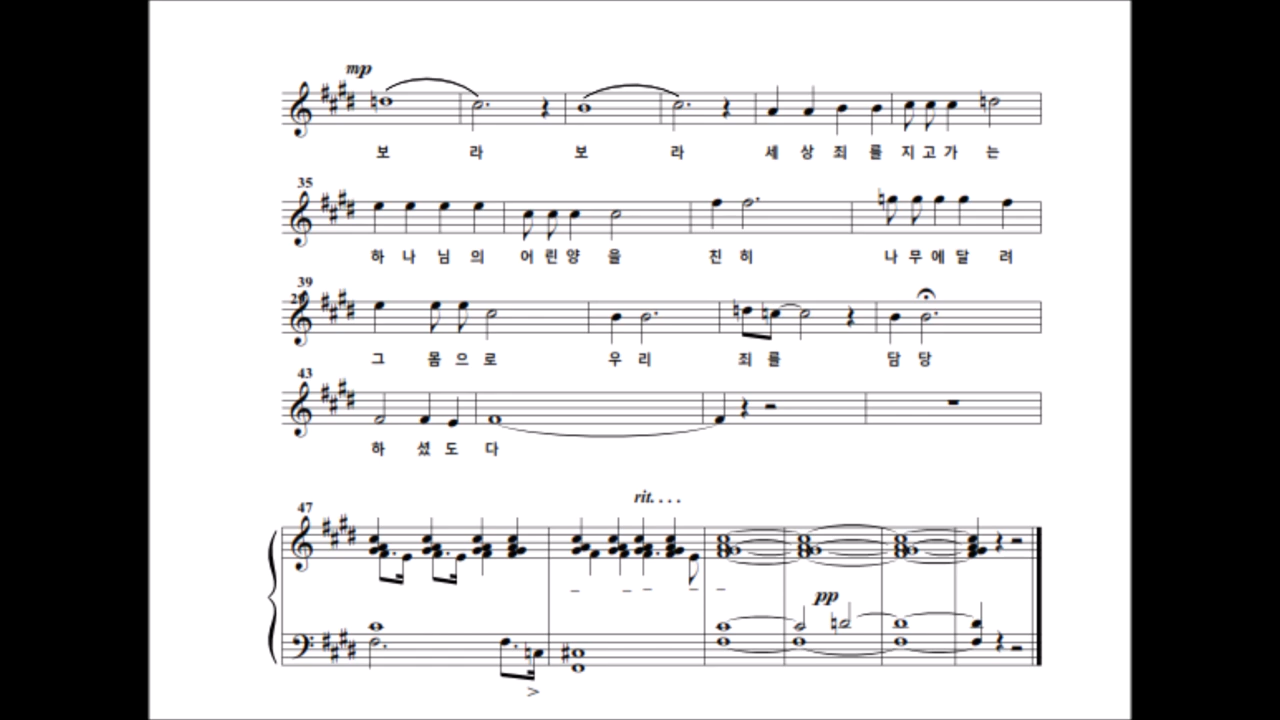 mp
보 라 보 라 세 상 죄 를 지 고 가 는
35
하 나 님 의 어 린 양 을 친 히 나 무 에 달 려
39
그 몸 으 로 우 리 죄 를 담 당
43
하 셨 도 다
47
rit. . . .
pp